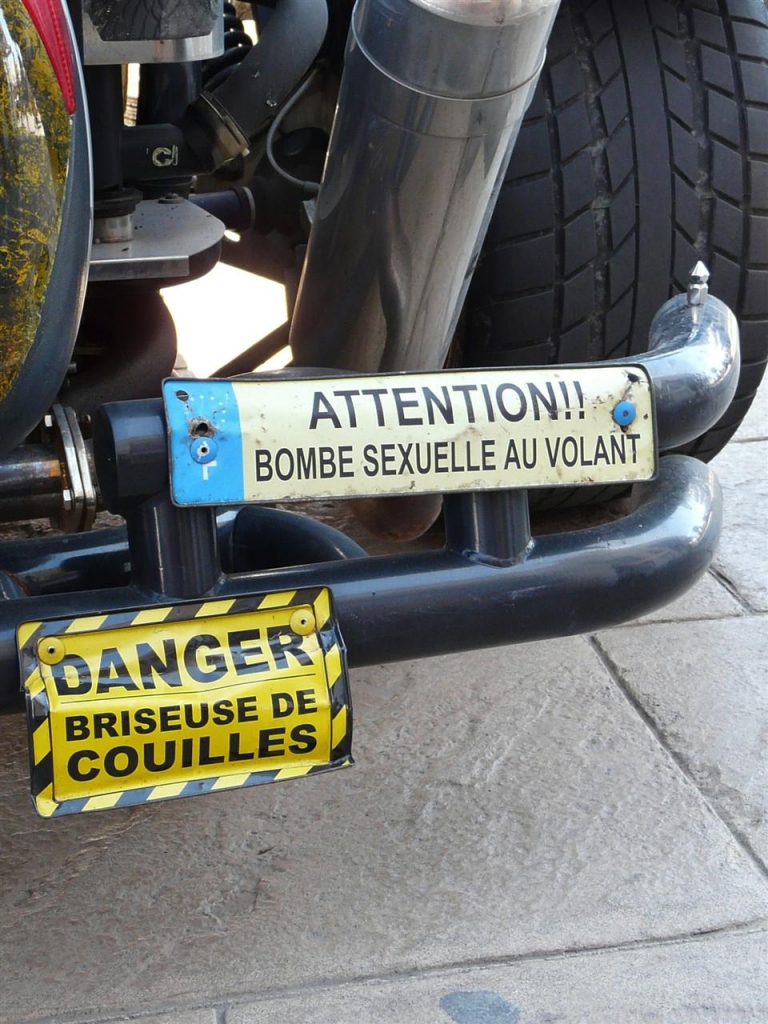 ATTENTION!!
BOMBE SEXUELLE AU VOLANT
F
DANGER
BRISEUSE DE
COUILLES